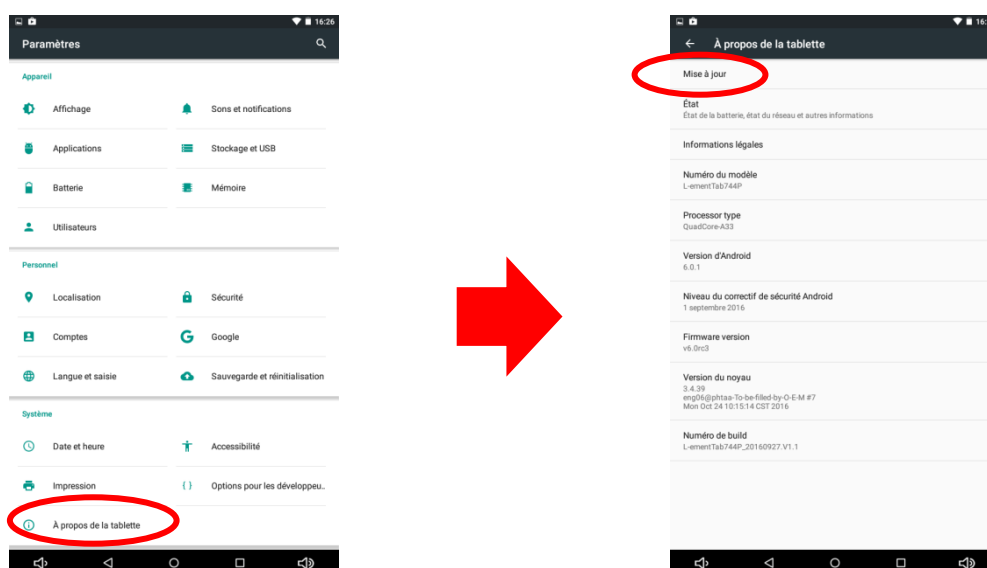 16:26
Paramètres
Appareil
Affichage
Sons et notifications
Applications
Stockage et USB
Batterie
Mémoire
Utilisateurs
Personnel
Localisation
Sécurité
Comptes
Google
Langue et saisie
Sauvegarde et réinitialisation
Système
Date et heure
Accessibilité
Impression
Options pour les développeu..
À propos de la tablette
16:
À propos de la tablette
Mise à jour
État
État de la batterie, état du réseau et autres informations
Informations légales
Numéro du modèle
L-ementTab744P
Processor type
QuadCore-A33
Version d'Android
6.0.1
Niveau du correctif de sécurité Android
1 septembre 2016
Firmware version
v6.0rc3
Version du noyau
3.4.39
eng06@phtaa-To-be-filled-by-O-E-M #7
Mon Oct 24 10:15:14 CST 2016
Numéro de build
L-ementTab744P_20160927.V1.1